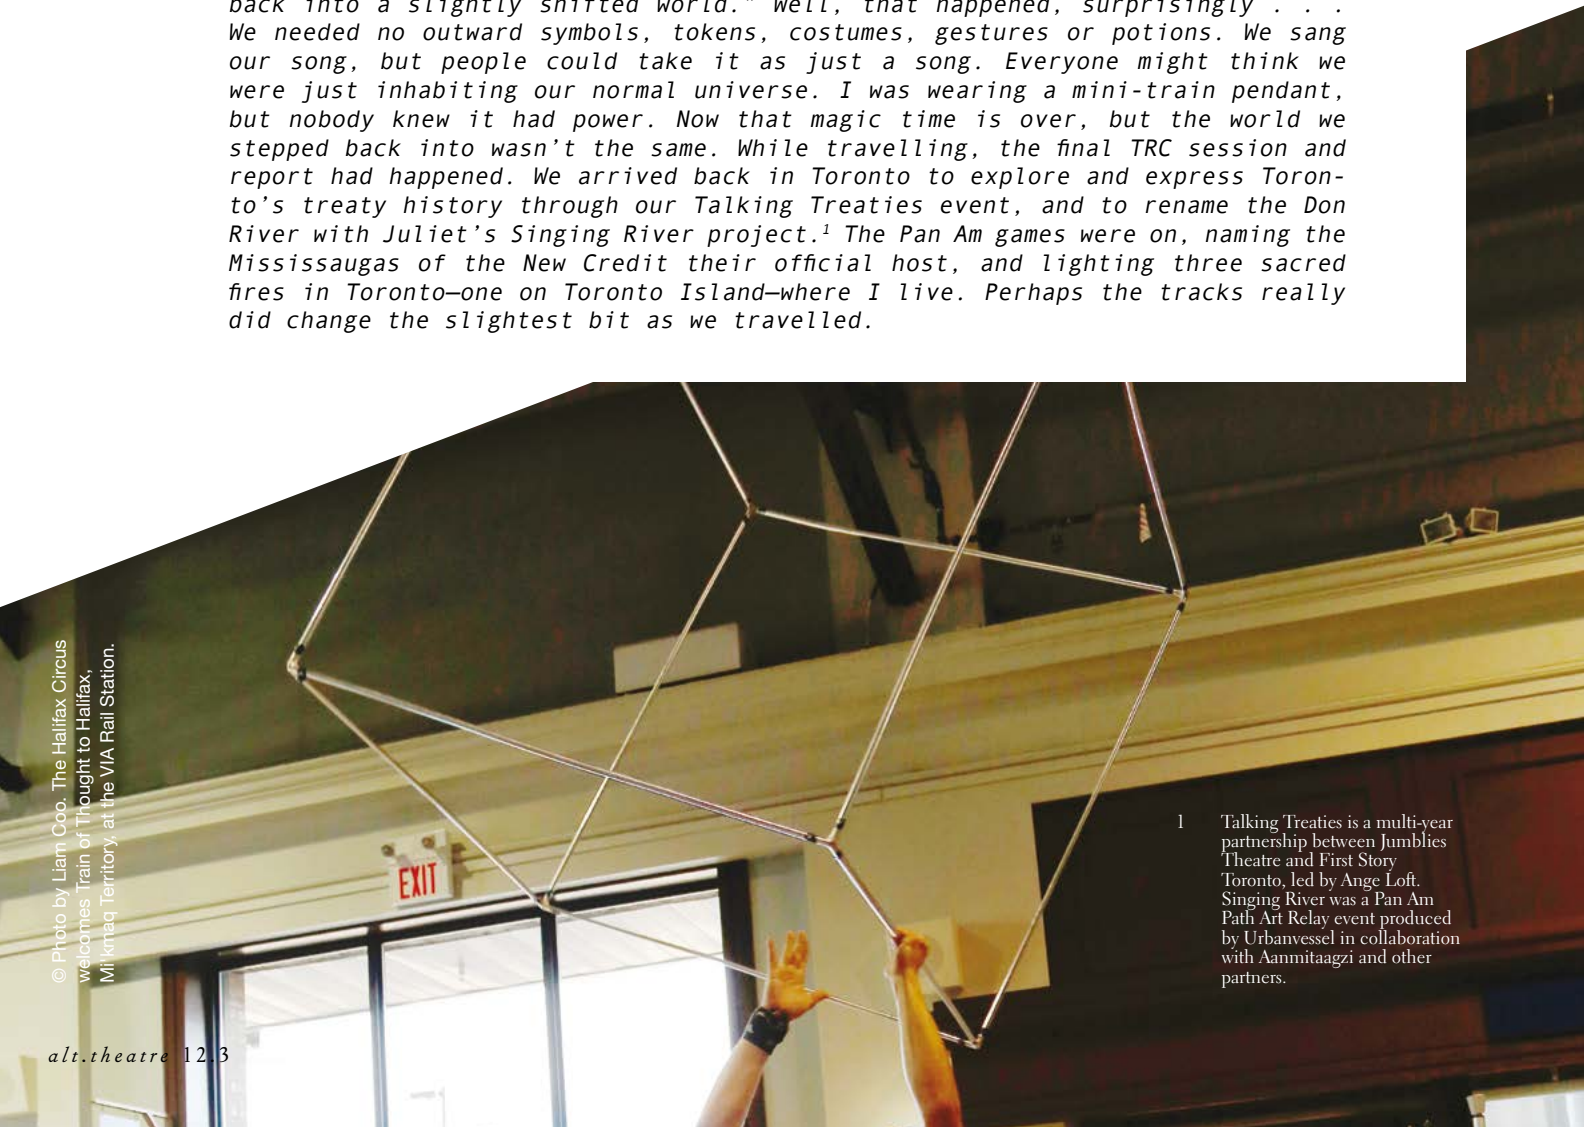 back into a slightly shifted world." Well, that happened, surprisingly . . .
We needed no outward symbols, tokens, costumes, gestures or potions. We sang
our song, but people could take it as just a song. Everyone might think we
were just inhabiting our normal universe. I was wearing a mini-train pendant,
but nobody knew it had power. Now that magic time is over, but the world we
stepped back into wasn't the same. While travelling, the final TRC session and
report had happened. We arrived back in Toronto to explore and express Toron-
to's treaty history through our Talking Treaties event, and to rename the Don
River with Juliet's Singing River project.1 The Pan Am games were on, naming the
Mississaugas of the New Credit their official host, and lighting three sacred
fires in Toronto—one on Toronto Island—where I live. Perhaps the tracks really
did change the slightest bit as we travelled.
© Photo by Liam Coo. The Halifax Circus
welcomes Train of Thought to Halifax,
Mi'kmaq Territory, at the VIA Rail Station.
EXIT
1 Talking Treaties is a multi-year
partnership between Jumblies
Theatre and First Story
Toronto, led by Ange Loft.
Singing River was a Pan Am
Path Art Relay event produced
by Urbanvessel in collaboration
with Aanmitaagzi and other
partners.
alt.theatre 12.3